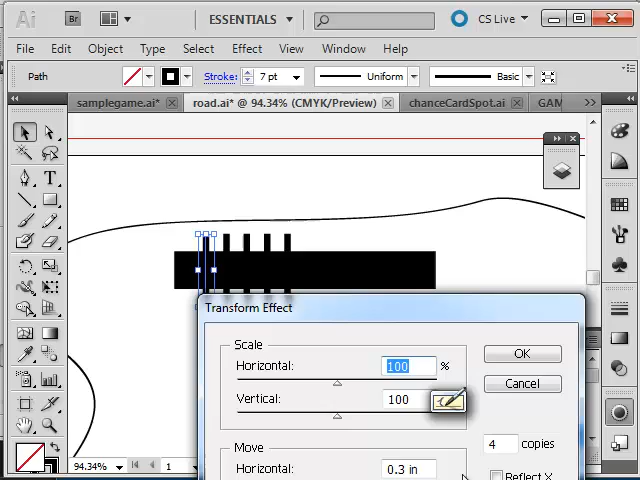 Ai Br ESSENTIALS CS Live
File Edit Object Type Select Effect View Window Help
Path Stroke: 7 pt Uniform Basic
samplegame.ai* road.ai* @ 94.34% (CMYK/Preview) chanceCardSpot.ai GAM
Transform Effect
Scale
Horizontal: 100 %
OK
Vertical: 100
Cancel
4 copies
Move
Horizontal: 0.3 in
Reflect X
94.34% 1